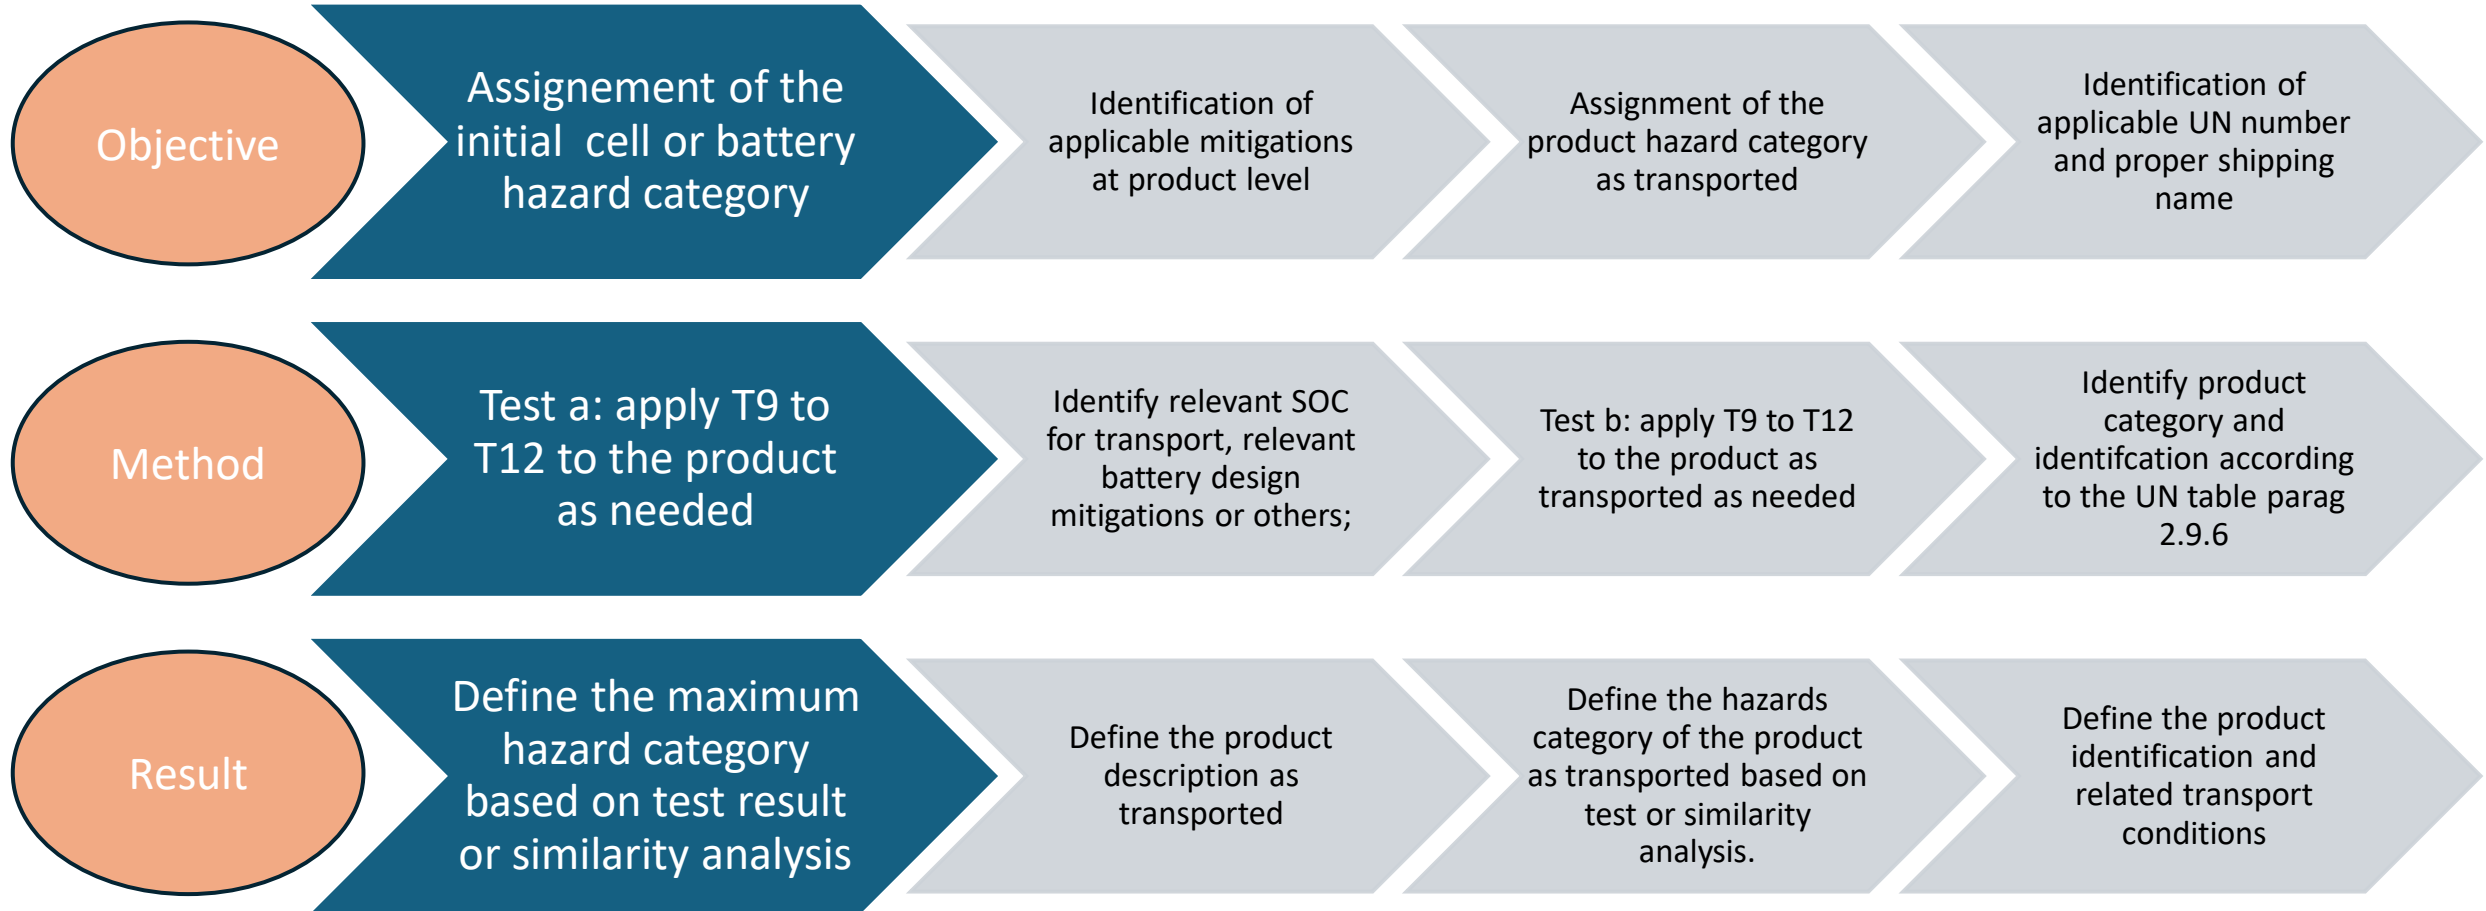 Objective
Assignement of the
initial  cell or battery
hazard category
Identification of
applicable mitigations
at product level
Assignment of the
product hazard category
as transported
Identification of
applicable UN number
and proper shipping
name
Method
Test a: apply T9 to
T12 to the product
as needed
Identify relevant SOC
for transport, relevant
battery design
mitigations or others;
Test b: apply T9 to T12
to the product as
transported as needed
Identify product
category and
identifcation according
to the UN table parag
2.9.6
Result
Define the maximum
hazard category
based on test result
or similarity analysis
Define the product
description as
transported
Define the hazards
category of the product
as transported based on
test or similarity
analysis.
Define the product
identification and
related transport
conditions